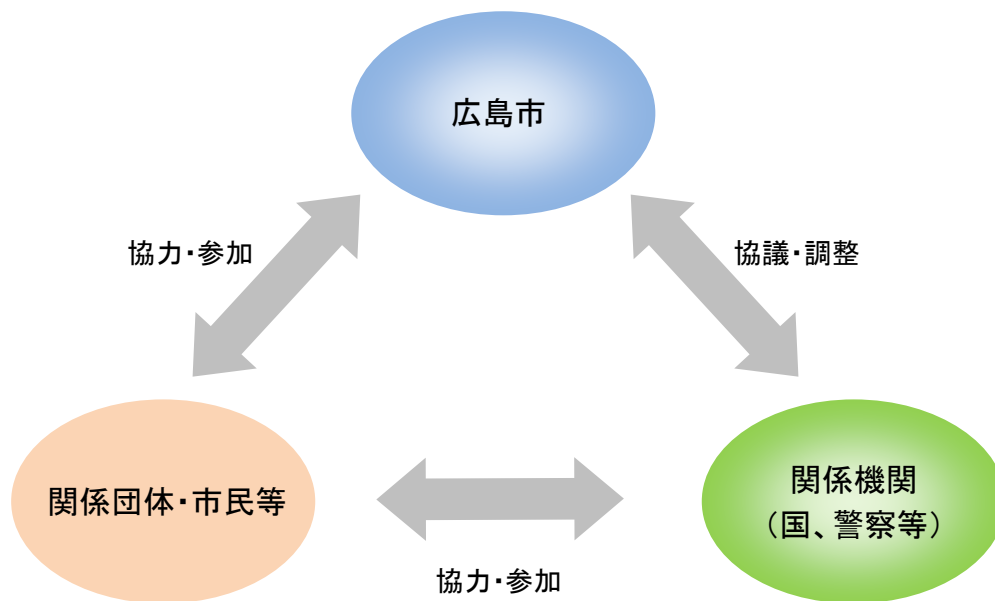 広島市
協力・参加
協議・調整
関係団体・市民等
関係機関
（国、警察等）
協力・参加